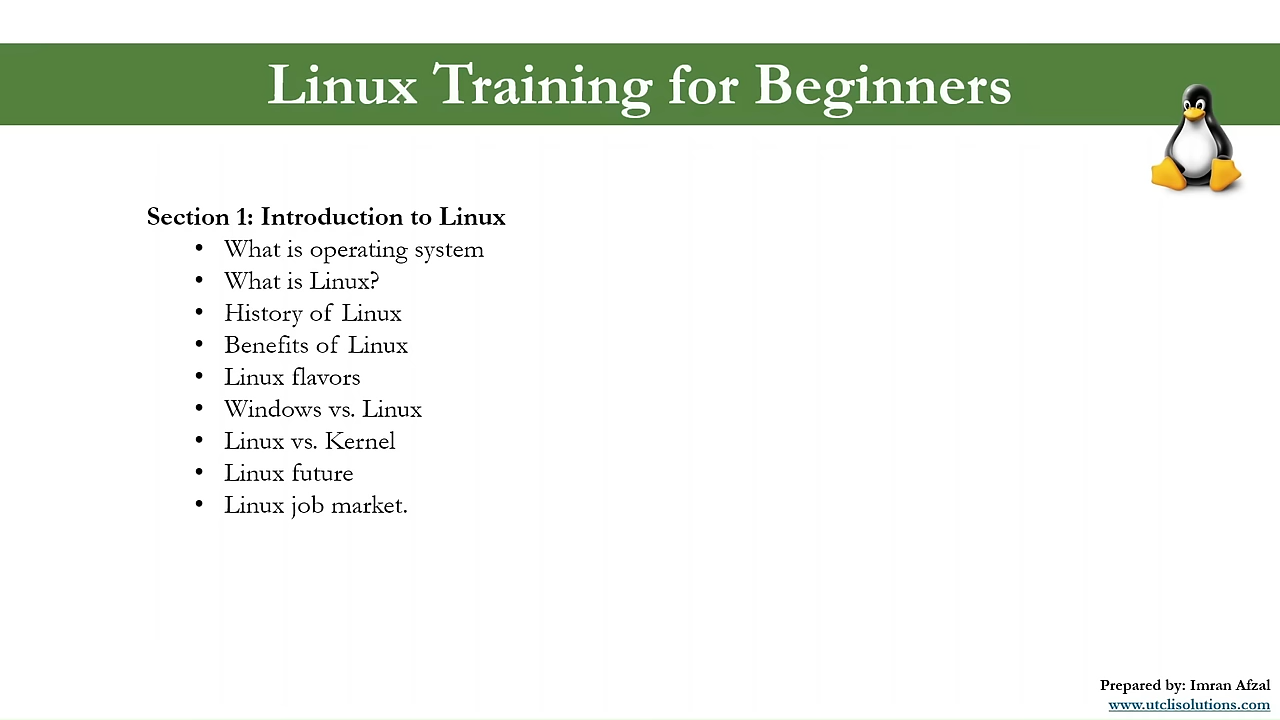 Linux Training for Beginners
Section 1: Introduction to Linux
• What is operating system
• What is Linux?
• History of Linux
• Benefits of Linux
• Linux flavors
• Windows vs. Linux
• Linux vs. Kernel
• Linux future
• Linux job market.
Prepared by: Imran Afzal
www.utclisolutions.com